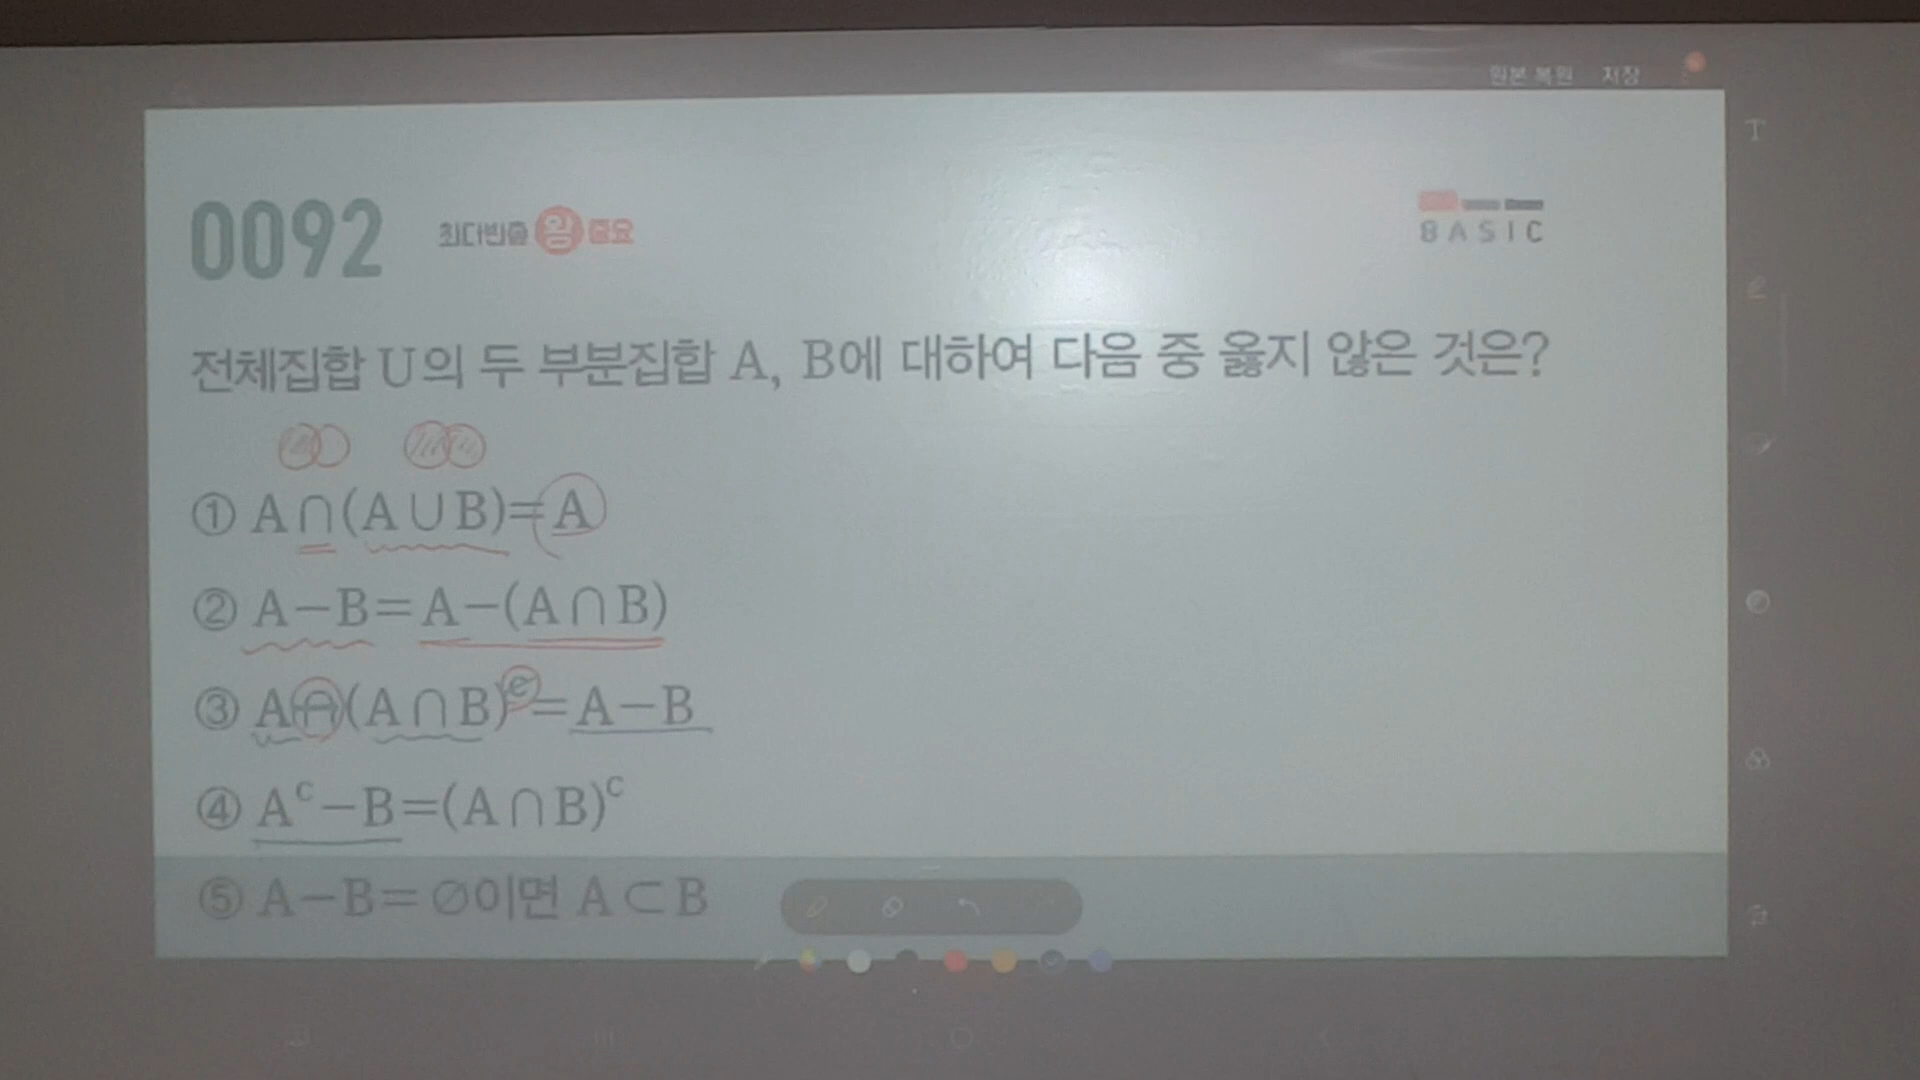 원본 복원 저장
0092 최다빈출 왕 중요
BASIC
전체집합 U의 두 부분집합 A, B에 대하여 다음 중 옳지 않은 것은?
① A∩(A∪B)=A
② A−B=A−(A∩B)
③ A∩(A∩B)ᶜ=A−B
④ Aᶜ−B=(A∩B)ᶜ
⑤ A−B=∅이면 A⊂B